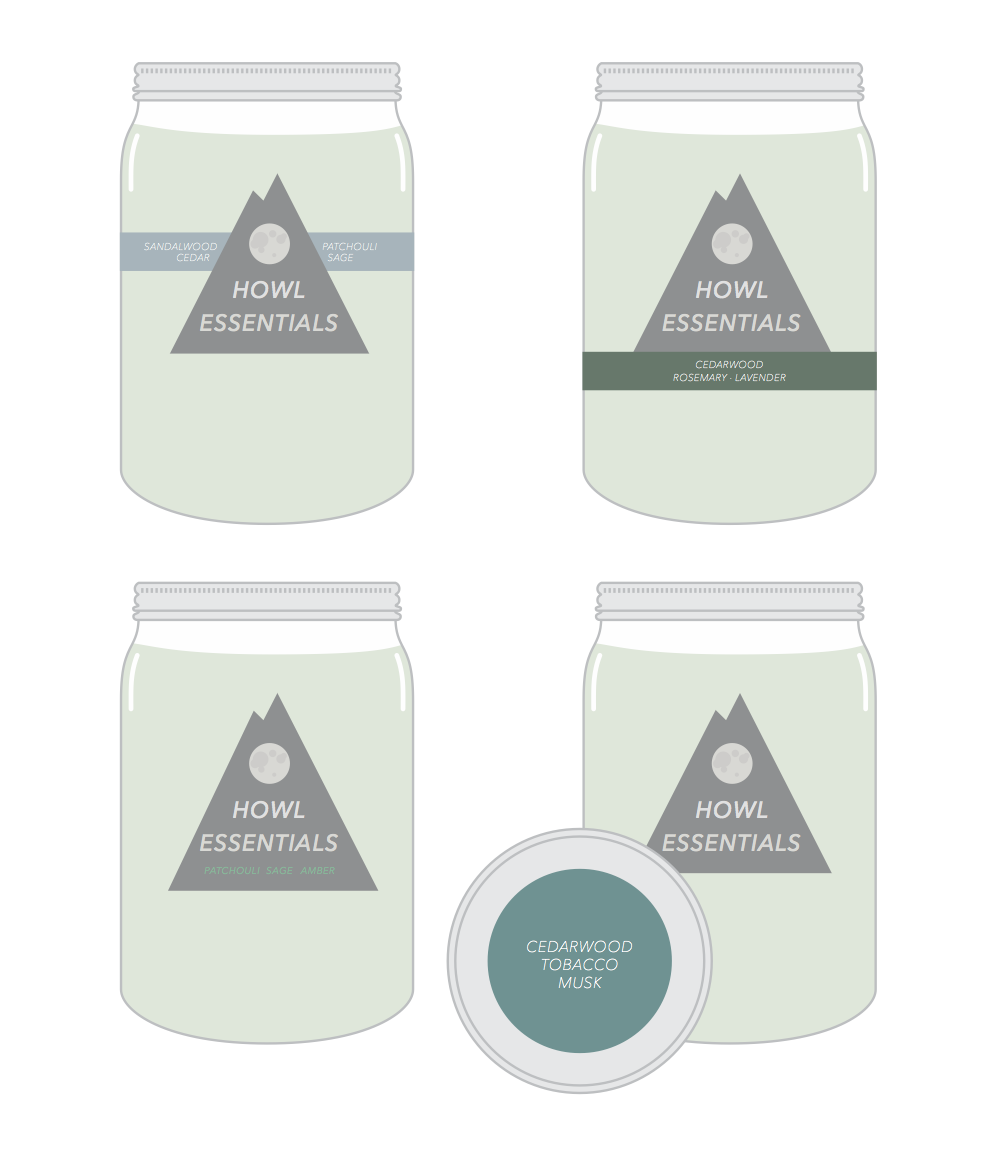 SANDALWOOD
CEDAR
PATCHOULI
SAGE
HOWL
ESSENTIALS
HOWL
ESSENTIALS
CEDARWOOD
ROSEMARY · LAVENDER
HOWL
ESSENTIALS
PATCHOULI SAGE AMBER
HOWL
ESSENTIALS
CEDARWOOD
TOBACCO
MUSK